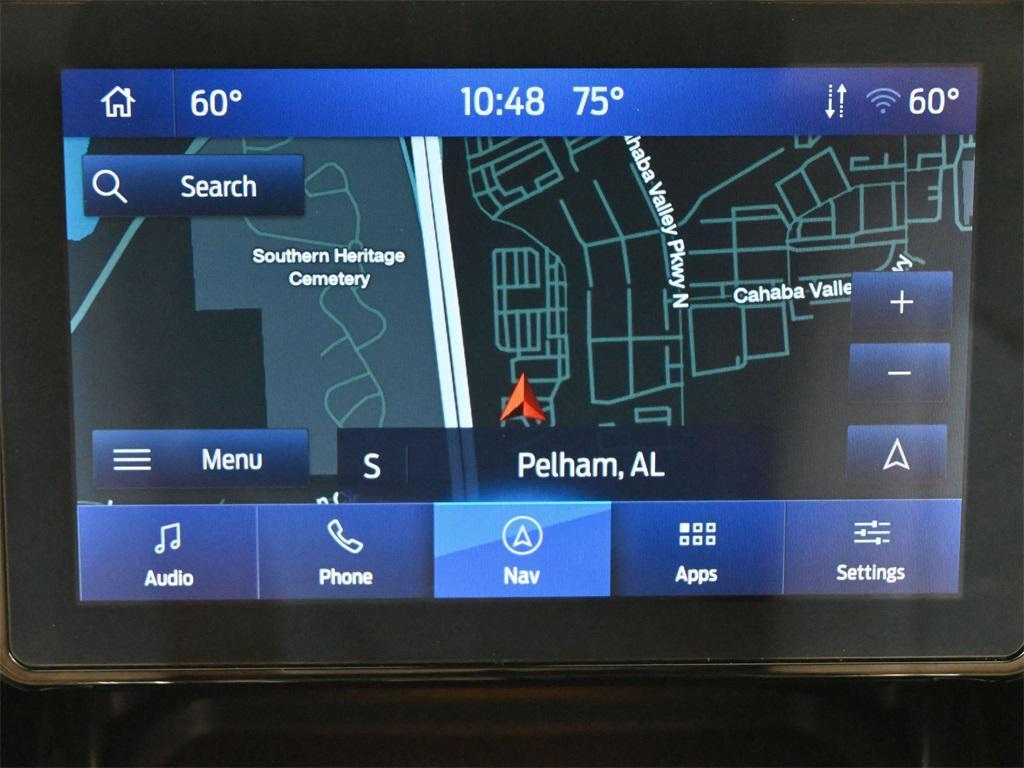 60°
10:48 75°
60°
Search
Southern Heritage
Cemetery
Valley Pkwy N
Cahaba
+
−
Menu
S
Pelham, AL
Audio
Phone
Nav
Apps
Settings